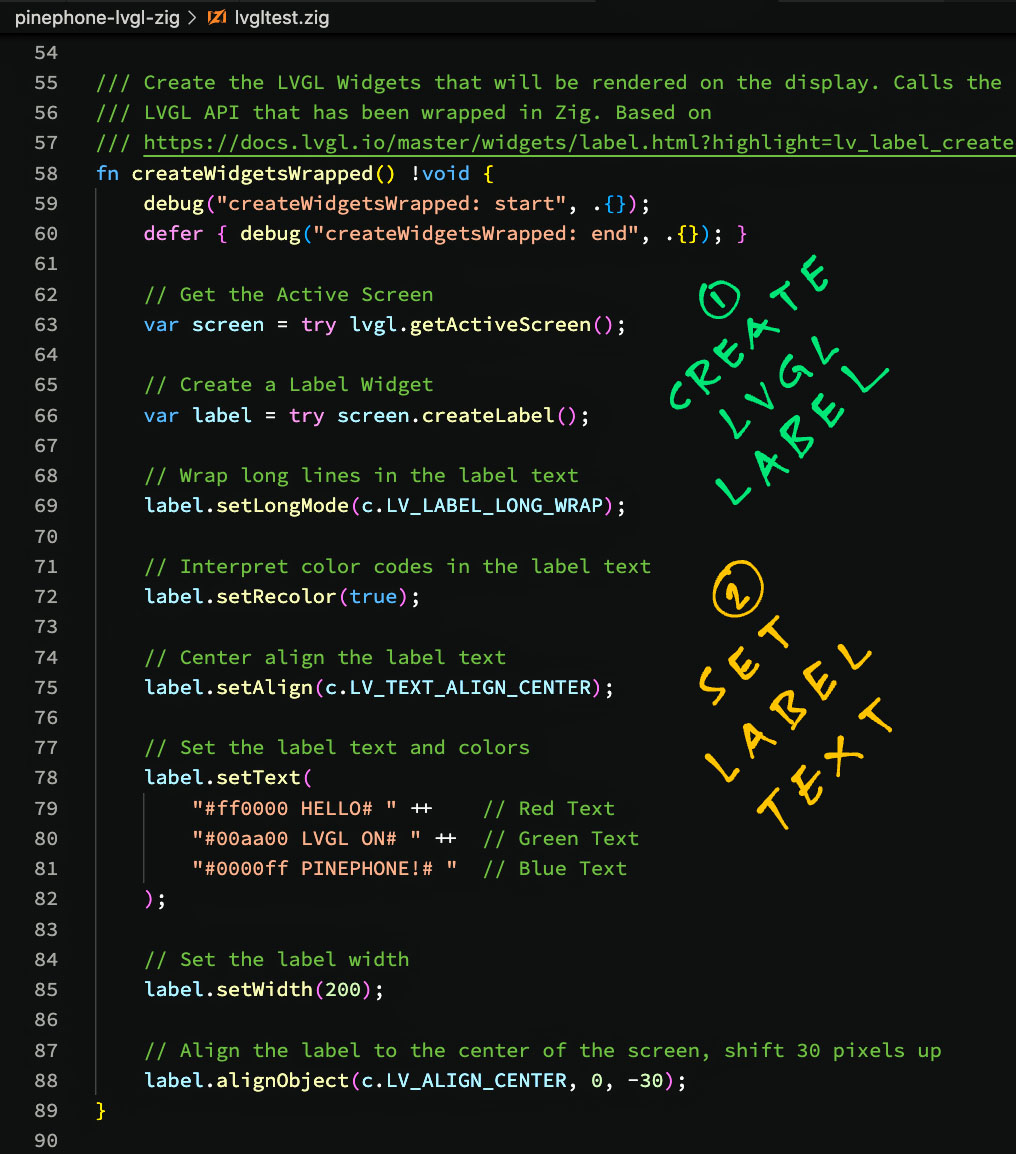 pinephone-lvgl-zig > lvgltest.zig
54
55 /// Create the LVGL Widgets that will be rendered on the display. Calls the
56 /// LVGL API that has been wrapped in Zig. Based on
57 /// https://docs.lvgl.io/master/widgets/label.html?highlight=lv_label_create
58 fn createWidgetsWrapped() !void {
59     debug("createWidgetsWrapped: start", .{});
60     defer { debug("createWidgetsWrapped: end", .{}); }
61
62     // Get the Active Screen
63     var screen = try lvgl.getActiveScreen();
64
65     // Create a Label Widget
66     var label = try screen.createLabel();
67
68     // Wrap long lines in the label text
69     label.setLongMode(c.LV_LABEL_LONG_WRAP);
70
71     // Interpret color codes in the label text
72     label.setRecolor(true);
73
74     // Center align the label text
75     label.setAlign(c.LV_TEXT_ALIGN_CENTER);
76
77     // Set the label text and colors
78     label.setText(
79         "#ff0000 HELLO# " ++    // Red Text
80         "#00aa00 LVGL ON# " ++  // Green Text
81         "#0000ff PINEPHONE!# "  // Blue Text
82     );
83
84     // Set the label width
85     label.setWidth(200);
86
87     // Align the label to the center of the screen, shift 30 pixels up
88     label.alignObject(c.LV_ALIGN_CENTER, 0, -30);
89 }
90
1
CREATE
LVGL
LABEL
2
SET
LABEL
TEXT